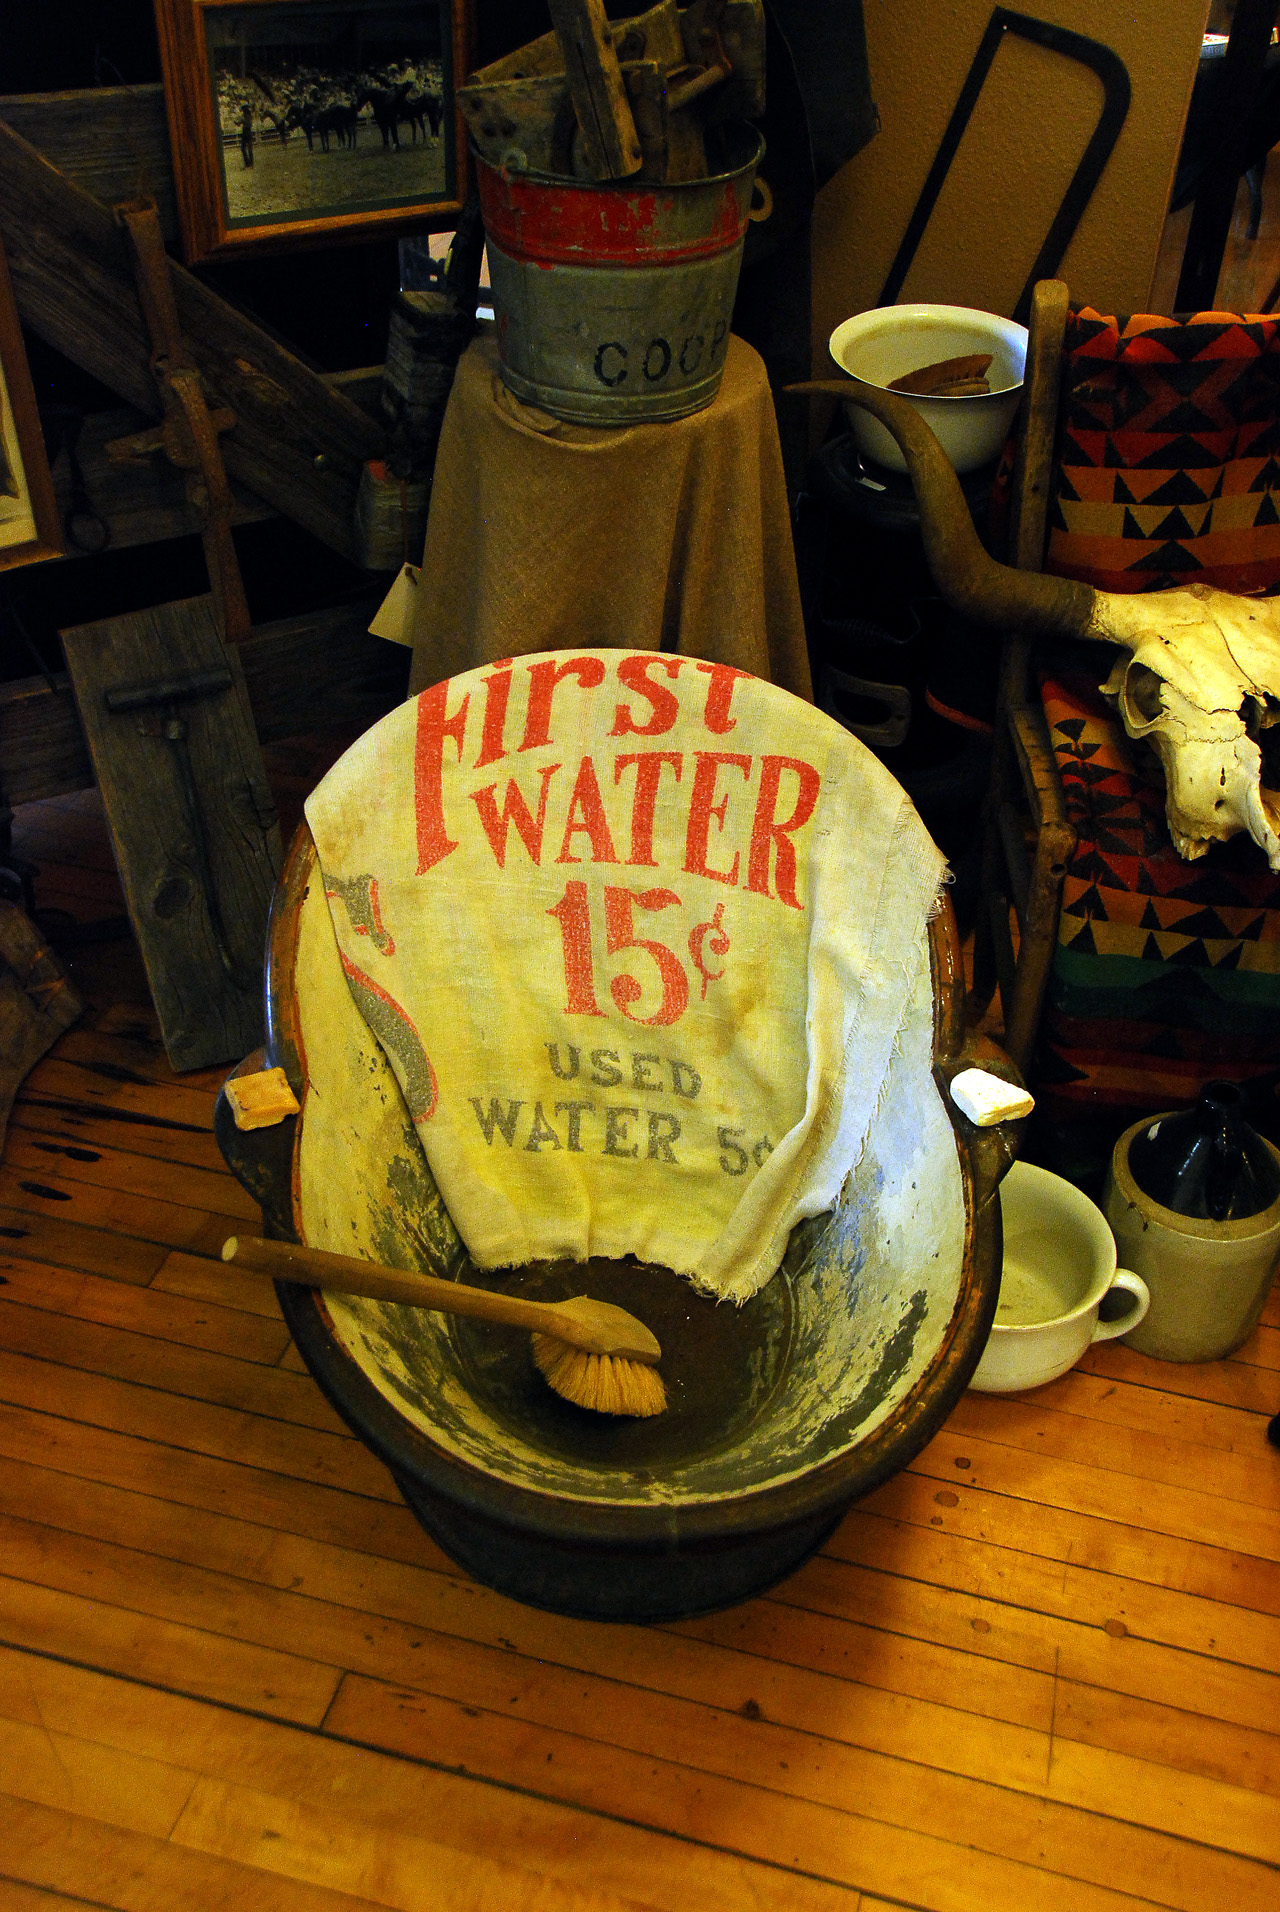 COOP
First
WATER
15¢
USED
WATER 5¢